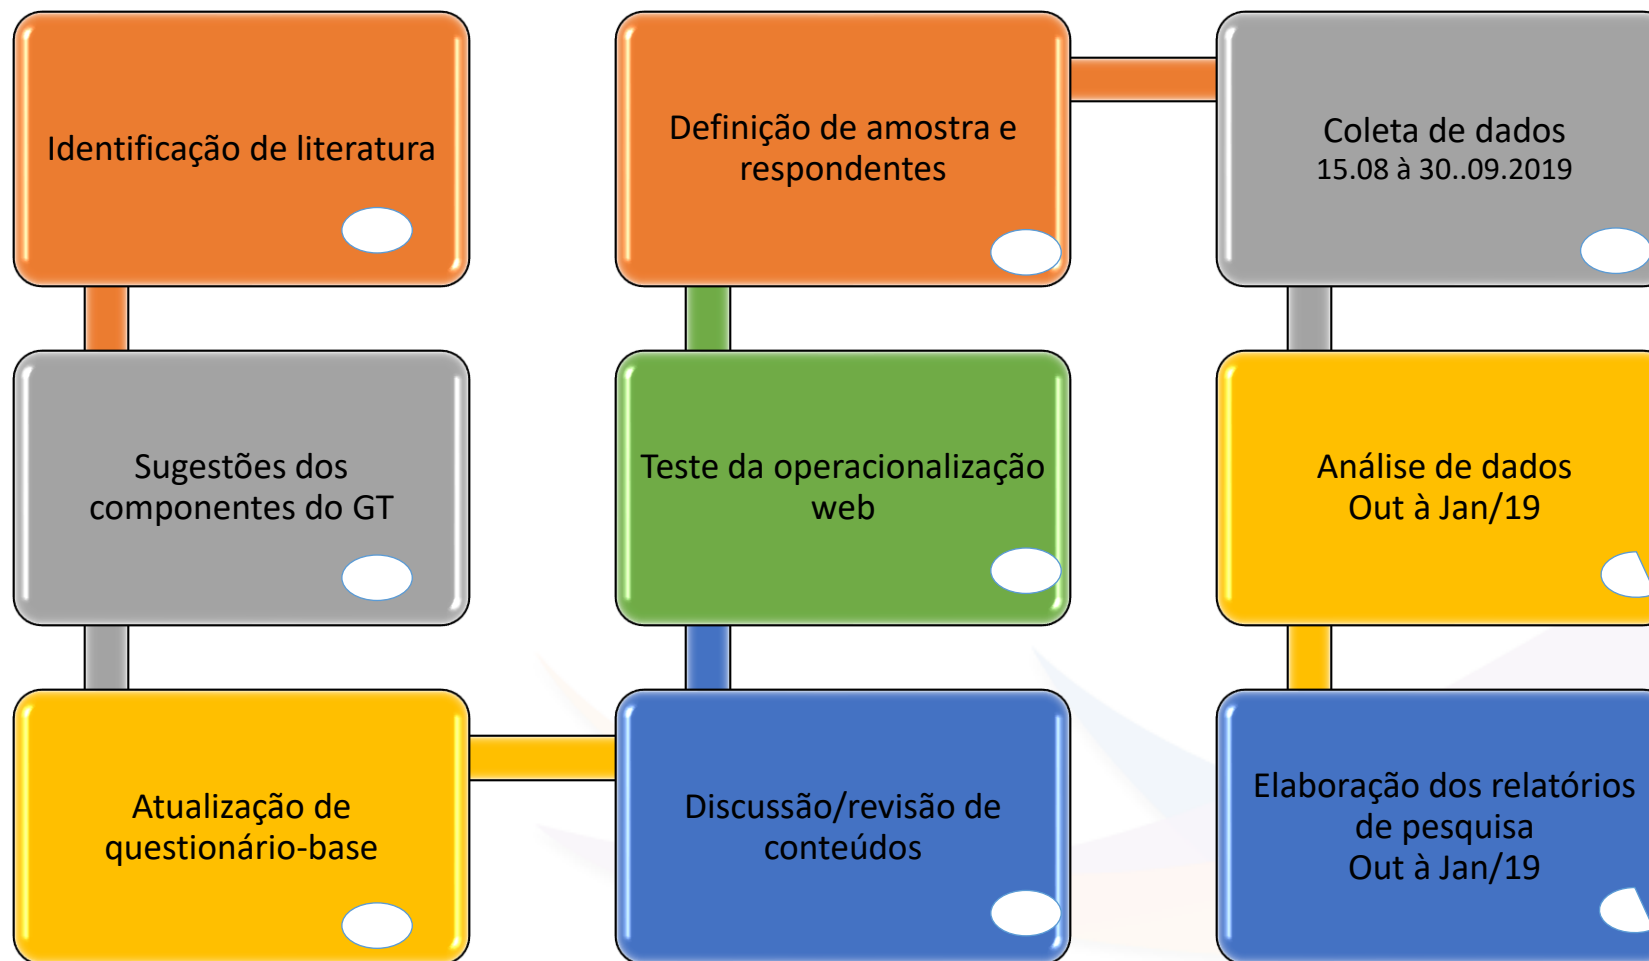 Identificação de literatura
Sugestões dos
componentes do GT
Atualização de
questionário-base
Discussão/revisão de
conteúdos
Teste da operacionalização
web
Definição de amostra e
respondentes
Coleta de dados
15.08 à 30..09.2019
Análise de dados
Out à Jan/19
Elaboração dos relatórios
de pesquisa
Out à Jan/19